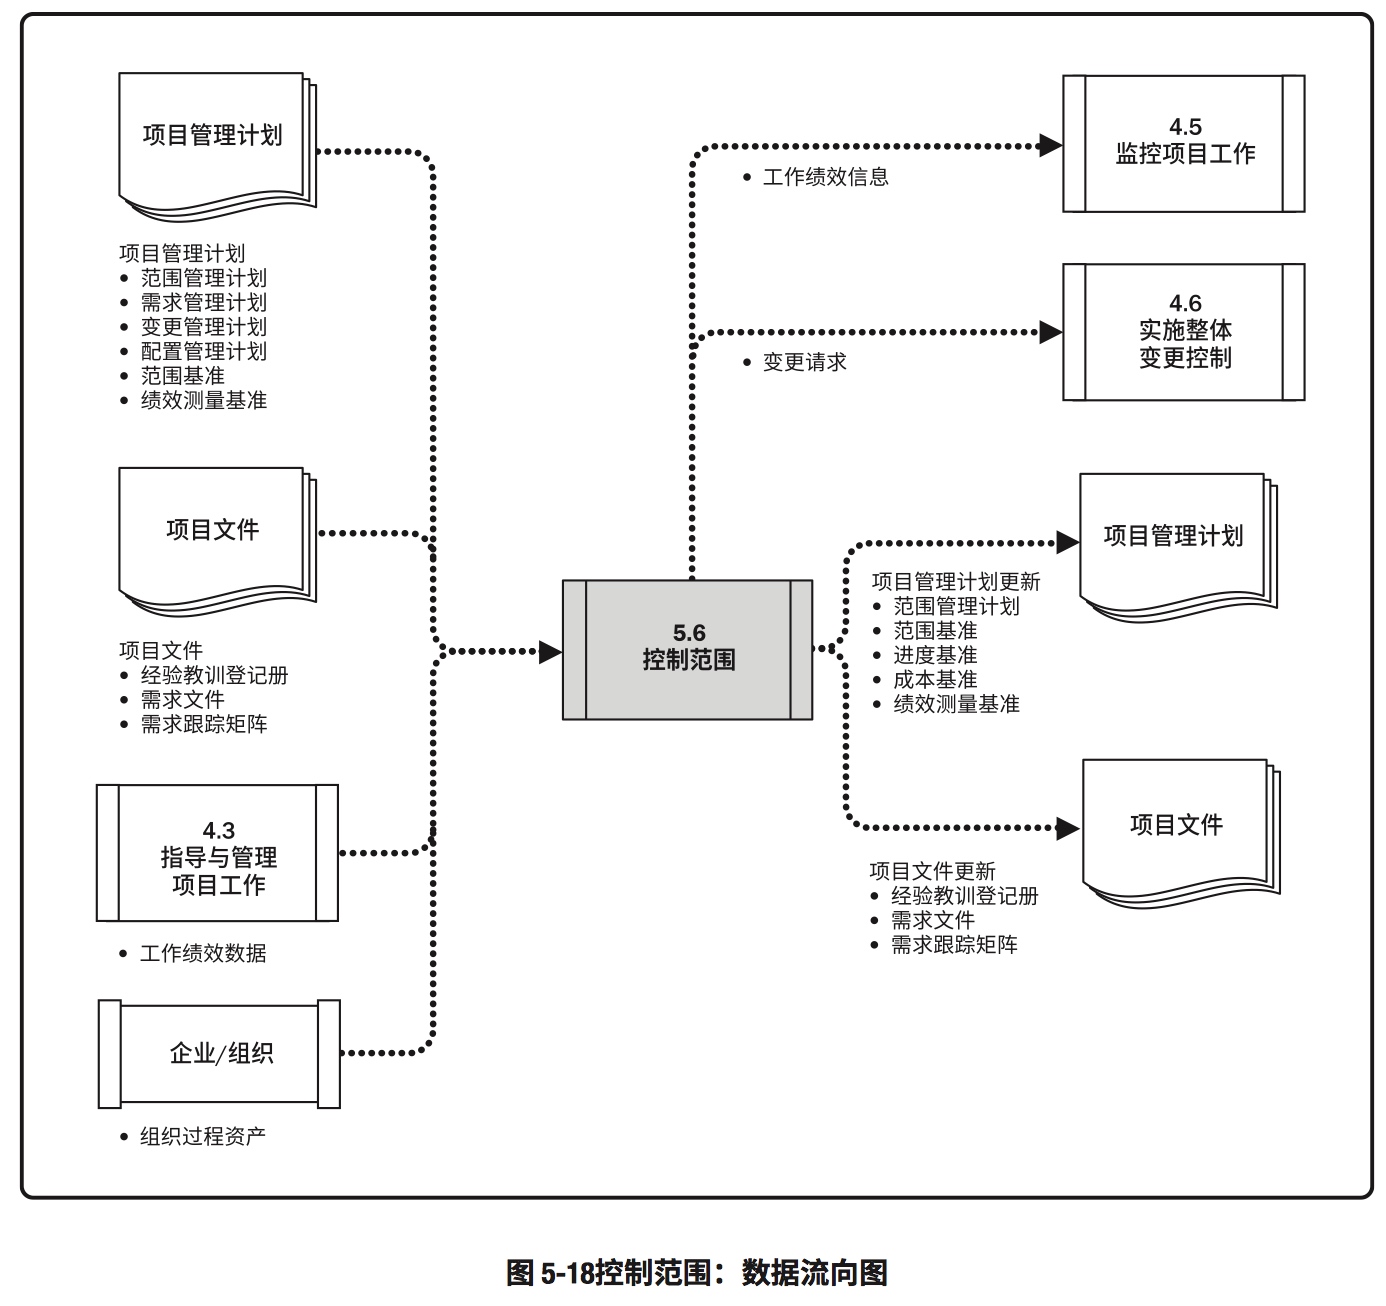 项目管理计划
项目管理计划
• 范围管理计划
• 需求管理计划
• 变更管理计划
• 配置管理计划
• 范围基准
• 绩效测量基准
项目文件
项目文件
• 经验教训登记册
• 需求文件
• 需求跟踪矩阵
4.3
指导与管理
项目工作
• 工作绩效数据
企业/组织
• 组织过程资产
5.6
控制范围
• 工作绩效信息
4.5
监控项目工作
• 变更请求
4.6
实施整体
变更控制
项目管理计划
项目管理计划更新
• 范围管理计划
• 范围基准
• 进度基准
• 成本基准
• 绩效测量基准
项目文件
项目文件更新
• 经验教训登记册
• 需求文件
• 需求跟踪矩阵
图 5-18控制范围：数据流向图